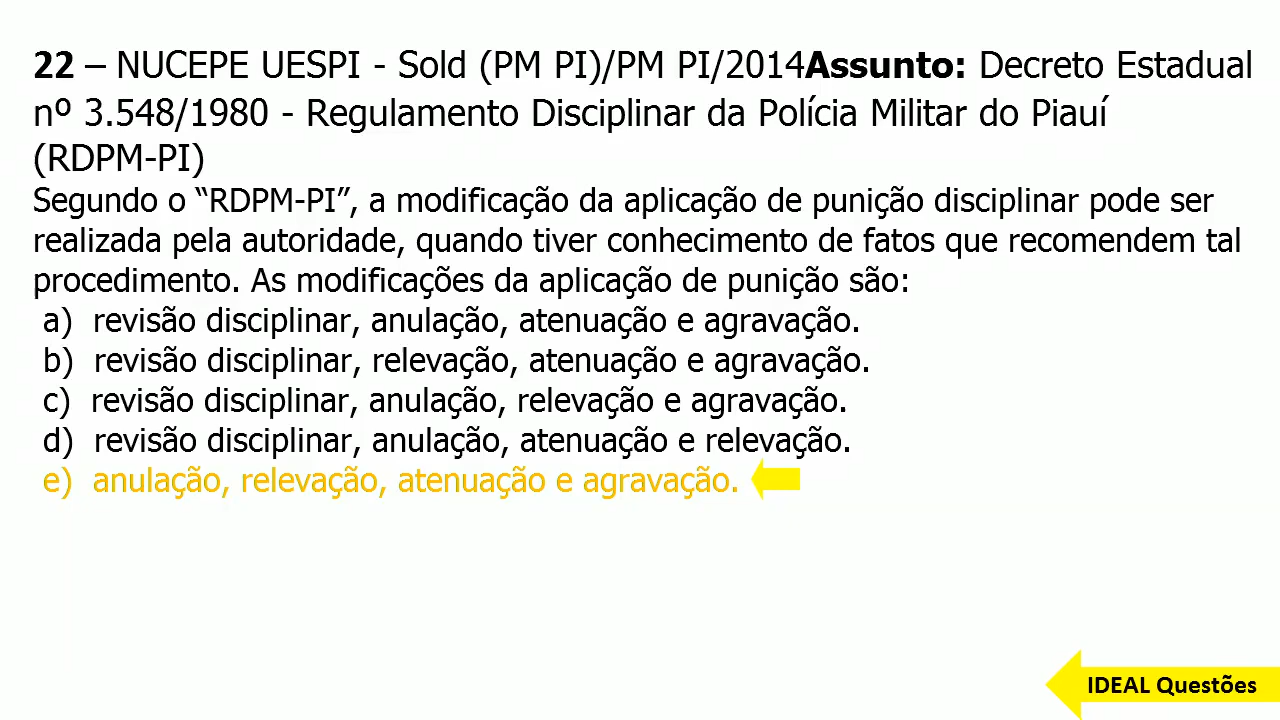 22 – NUCEPE UESPI - Sold (PM PI)/PM PI/2014Assunto: Decreto Estadual
nº 3.548/1980 - Regulamento Disciplinar da Polícia Militar do Piauí
(RDPM-PI)
Segundo o “RDPM-PI”, a modificação da aplicação de punição disciplinar pode ser
realizada pela autoridade, quando tiver conhecimento de fatos que recomendem tal
procedimento. As modificações da aplicação de punição são:
a) revisão disciplinar, anulação, atenuação e agravação.
b) revisão disciplinar, relevação, atenuação e agravação.
c) revisão disciplinar, anulação, relevação e agravação.
d) revisão disciplinar, anulação, atenuação e relevação.
e) anulação, relevação, atenuação e agravação.
IDEAL Questões